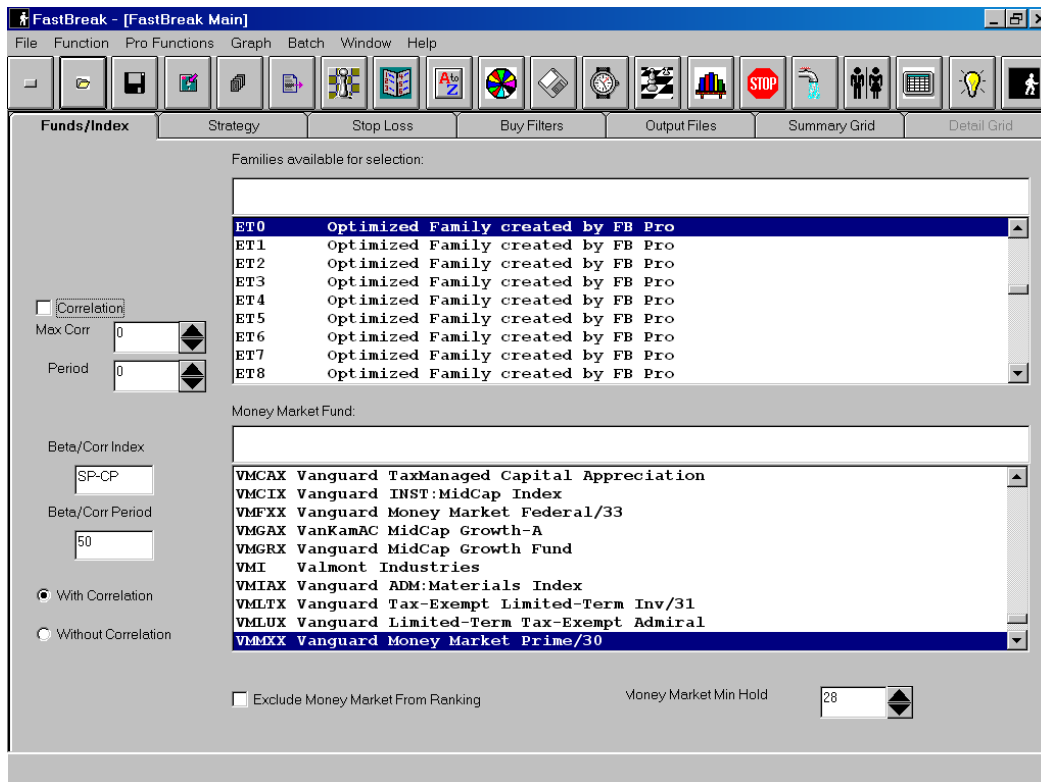 FastBreak - [FastBreak Main]
File Function Pro Functions Graph Batch Window Help
A to Z
STOP
Funds/Index Strategy Stop Loss Buy Filters Output Files Summary Grid Detail Grid
Families available for selection:
ET0 Optimized Family created by FB Pro
ET1 Optimized Family created by FB Pro
ET2 Optimized Family created by FB Pro
ET3 Optimized Family created by FB Pro
ET4 Optimized Family created by FB Pro
ET5 Optimized Family created by FB Pro
ET6 Optimized Family created by FB Pro
ET7 Optimized Family created by FB Pro
ET8 Optimized Family created by FB Pro
Correlation
Max Corr 0
Period 0
Money Market Fund:
Beta/Corr Index
SP-CP
Beta/Corr Period
50
With Correlation
Without Correlation
VMCAX Vanguard TaxManaged Capital Appreciation
VMCIX Vanguard INST:MidCap Index
VMFXX Vanguard Money Market Federal/33
VMGAX VanKamAC MidCap Growth-A
VMGRX Vanguard MidCap Growth Fund
VMI Valmont Industries
VMIAX Vanguard ADM:Materials Index
VMLTX Vanguard Tax-Exempt Limited-Term Inv/31
VMLUX Vanguard Limited-Term Tax-Exempt Admiral
VMMXX Vanguard Money Market Prime/30
Exclude Money Market From Ranking
Money Market Min Hold 28